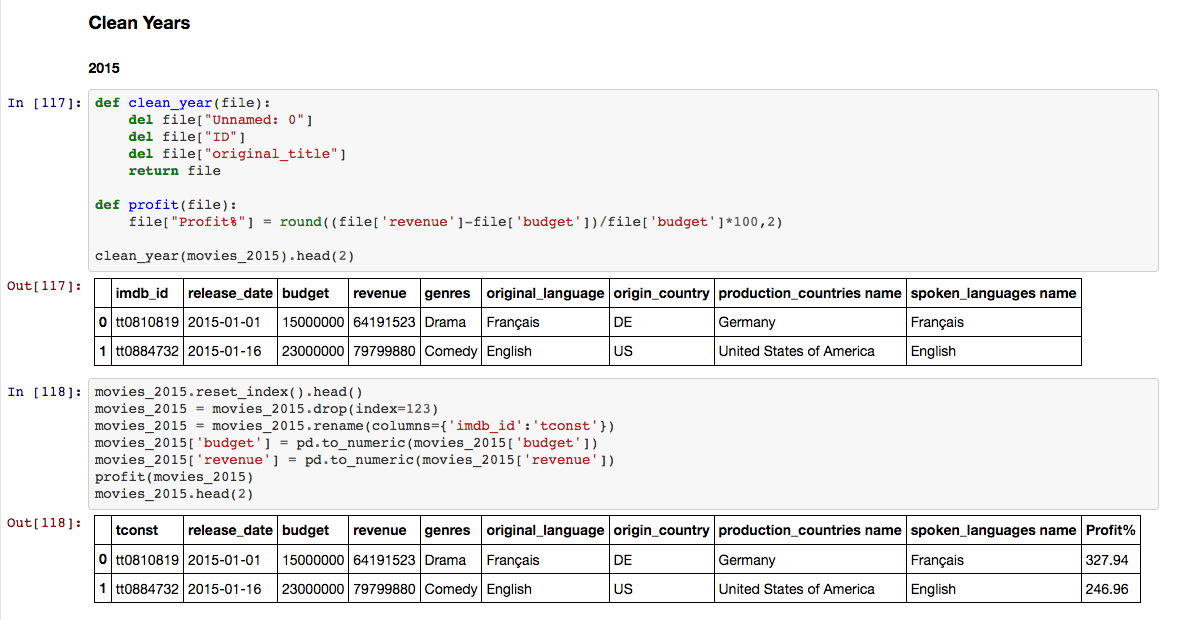 Clean Years
2015
In [117]:
def clean_year(file):
    del file["Unnamed: 0"]
    del file["ID"]
    del file["original_title"]
    return file
def profit(file):
    file["Profit%"] = round((file['revenue']-file['budget'])/file['budget']*100,2)
clean_year(movies_2015).head(2)
Out[117]:
imdb_id release_date budget revenue genres original_language origin_country production_countries name spoken_languages name
0 tt0810819 2015-01-01 15000000 64191523 Drama Français DE Germany Français
1 tt0884732 2015-01-16 23000000 79799880 Comedy English US United States of America English
In [118]:
movies_2015.reset_index().head()
movies_2015 = movies_2015.drop(index=123)
movies_2015 = movies_2015.rename(columns={'imdb_id':'tconst'})
movies_2015['budget'] = pd.to_numeric(movies_2015['budget'])
movies_2015['revenue'] = pd.to_numeric(movies_2015['revenue'])
profit(movies_2015)
movies_2015.head(2)
Out[118]:
tconst release_date budget revenue genres original_language origin_country production_countries name spoken_languages name Profit%
0 tt0810819 2015-01-01 15000000 64191523 Drama Français DE Germany Français 327.94
1 tt0884732 2015-01-16 23000000 79799880 Comedy English US United States of America English 246.96